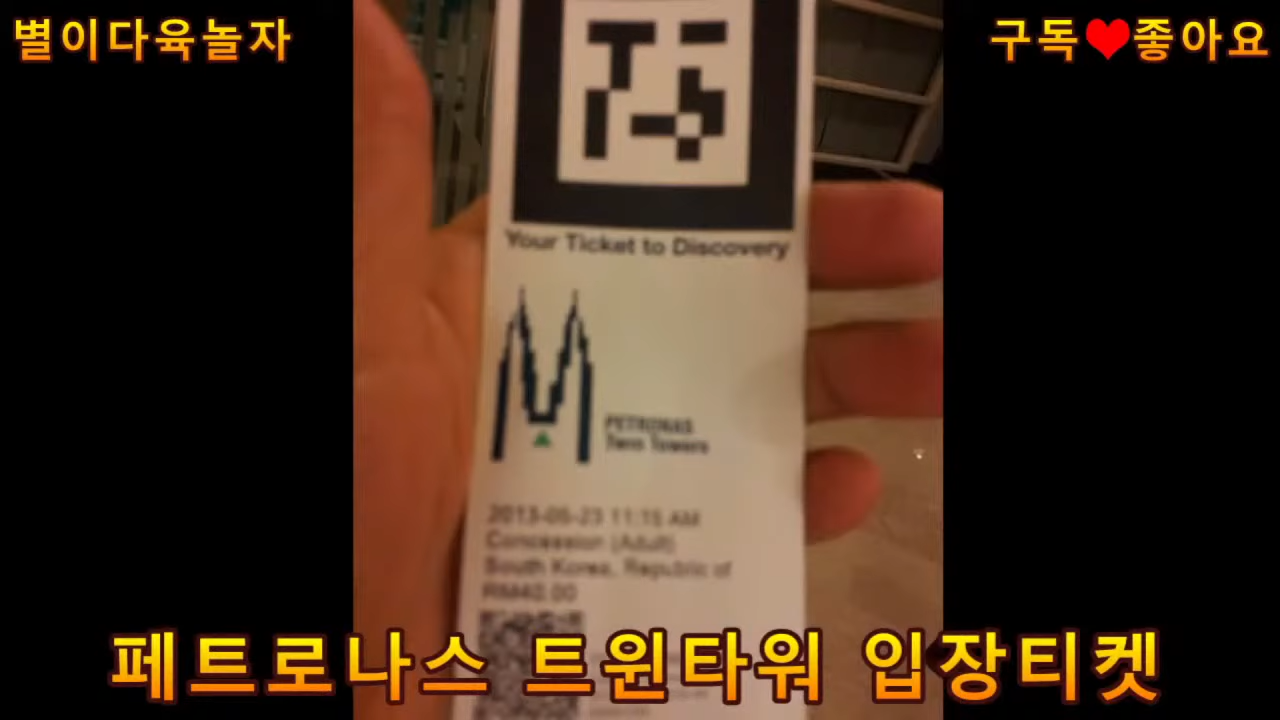 별이다육놀자
구독❤좋아요
Your Ticket to Discovery
PETRONAS
Twin Towers
2013-05-23 11:15 AM
Concession (Adult)
South Korea, Republic of
RM40.00
페트로나스 트윈타워 입장티켓